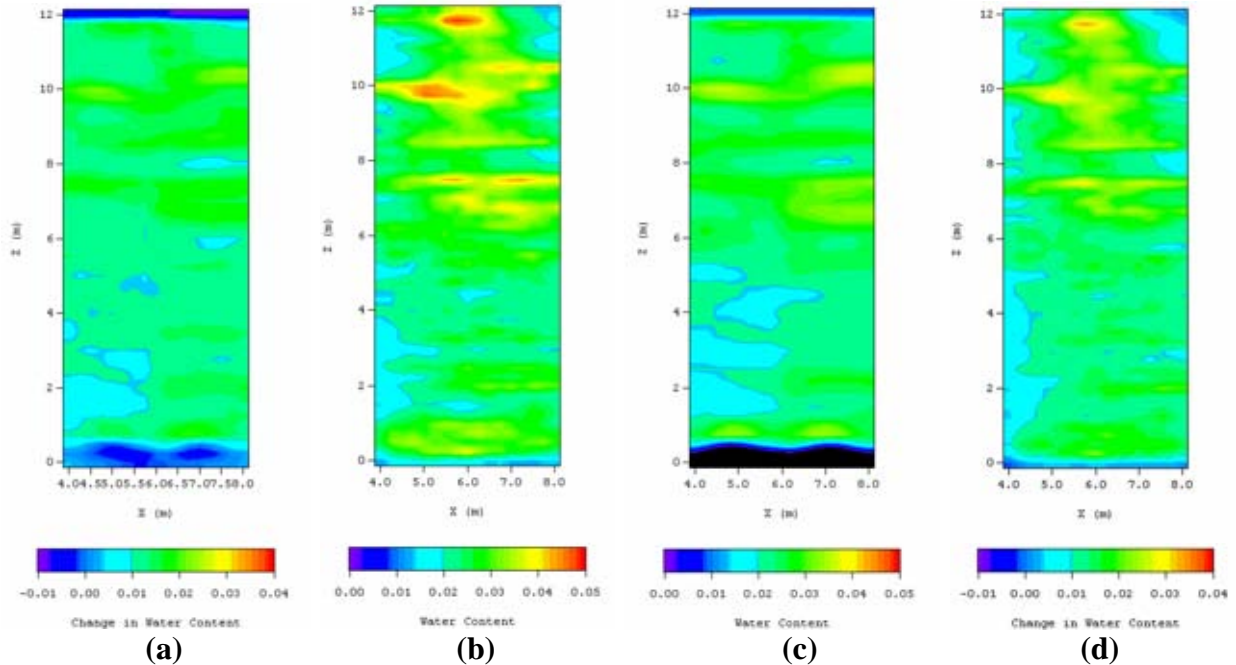 12
10
8
6
4
2
0
Z (m)
4.04.55.05.56.06.57.07.58.0
X (m)
-0.01 0.00 0.01 0.02 0.03 0.04
Change in Water Content
(a)
12
10
8
6
4
2
0
Z (m)
4.0 5.0 6.0 7.0 8.0
X (m)
0.00 0.01 0.02 0.03 0.04 0.05
Water Content
(b)
12
10
8
6
4
2
0
Z (m)
4.0 5.0 6.0 7.0 8.0
X (m)
0.00 0.01 0.02 0.03 0.04 0.05
Water Content
(c)
12
10
8
6
4
2
0
Z (m)
4.0 5.0 6.0 7.0 8.0
X (m)
-0.01 0.00 0.01 0.02 0.03 0.04
Change in Water Content
(d)